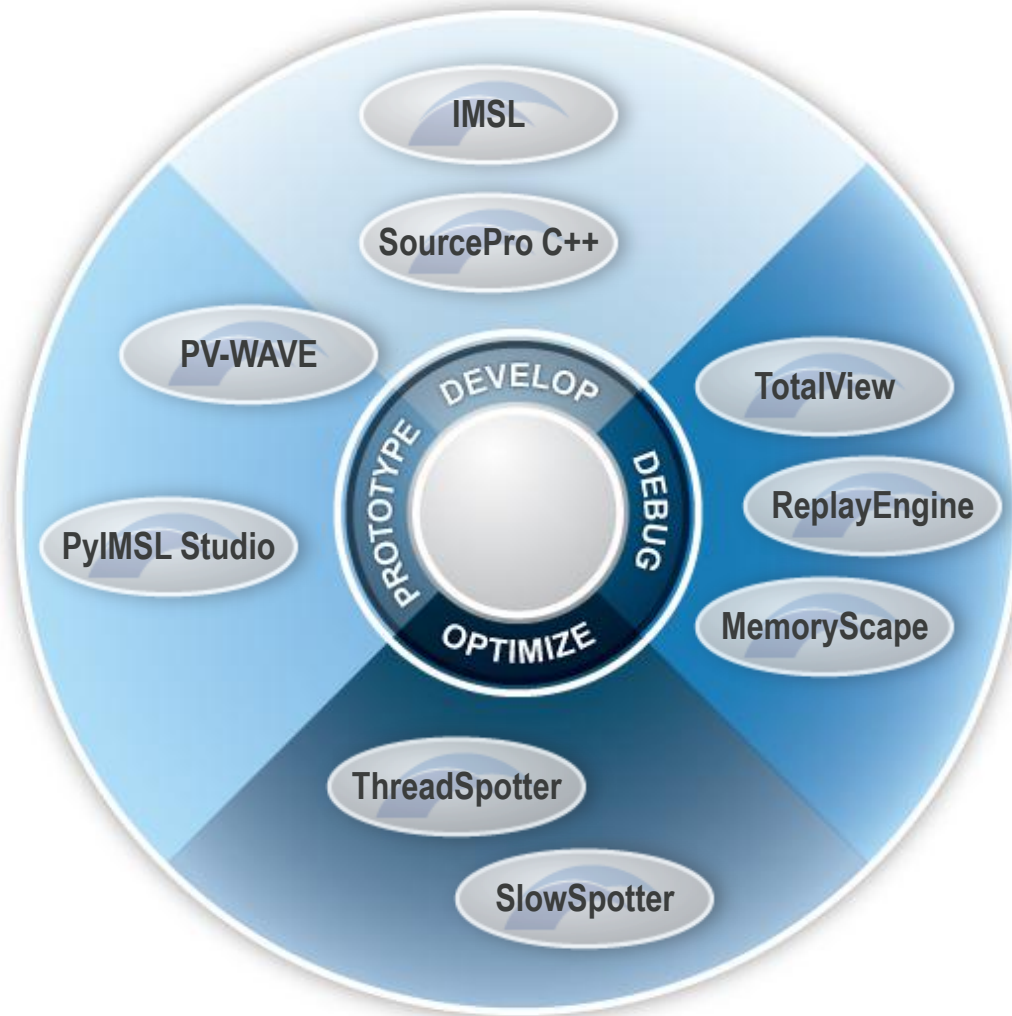 IMSL
SourcePro C++
PV-WAVE
DEVELOP
TotalView
PROTOTYPE
DEBUG
ReplayEngine
PyIMSL Studio
MemoryScape
OPTIMIZE
ThreadSpotter
SlowSpotter